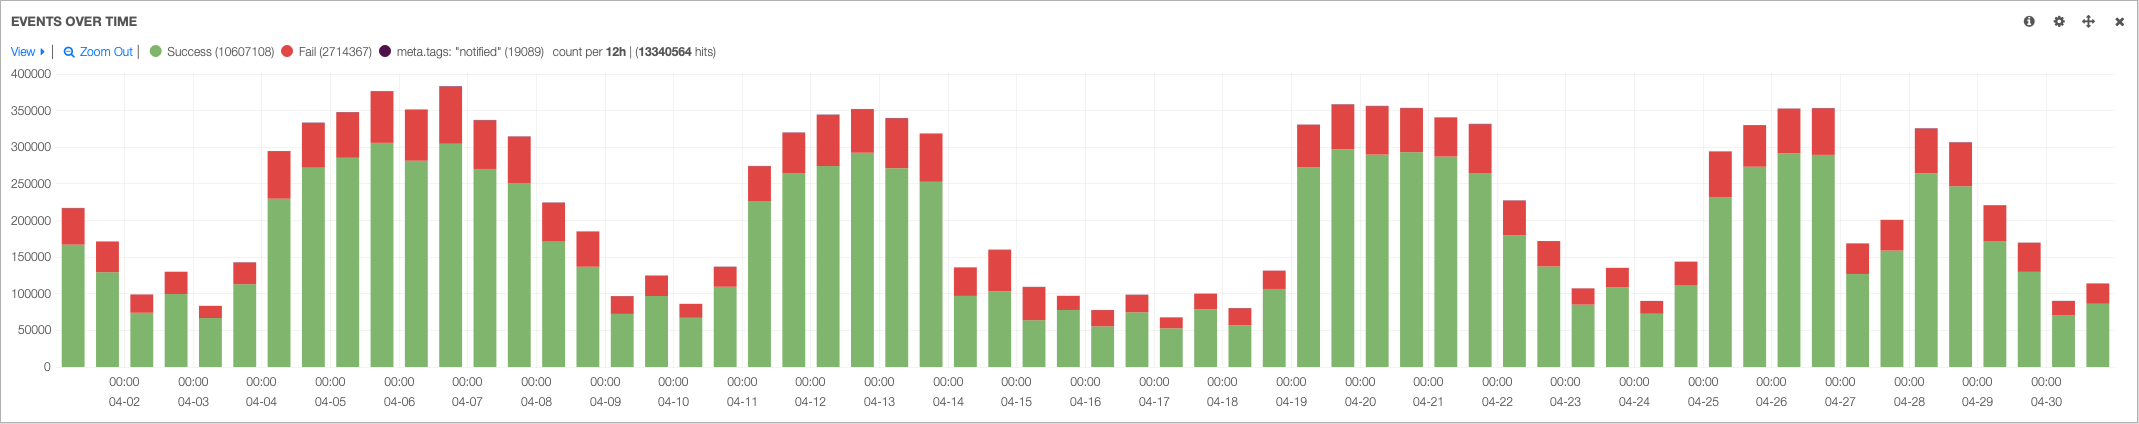 EVENTS OVER TIME
View | Zoom Out | Success (10607108) Fail (2714367) meta.tags: "notified" (19089) count per 12h | (13340564 hits)
400000
350000
300000
250000
200000
150000
100000
50000
0
00:00 00:00 00:00 00:00 00:00 00:00 00:00 00:00 00:00 00:00 00:00 00:00 00:00 00:00 00:00 00:00 00:00 00:00 00:00 00:00 00:00 00:00 00:00 00:00 00:00 00:00 00:00 00:00 00:00
04-02 04-03 04-04 04-05 04-06 04-07 04-08 04-09 04-10 04-11 04-12 04-13 04-14 04-15 04-16 04-17 04-18 04-19 04-20 04-21 04-22 04-23 04-24 04-25 04-26 04-27 04-28 04-29 04-30